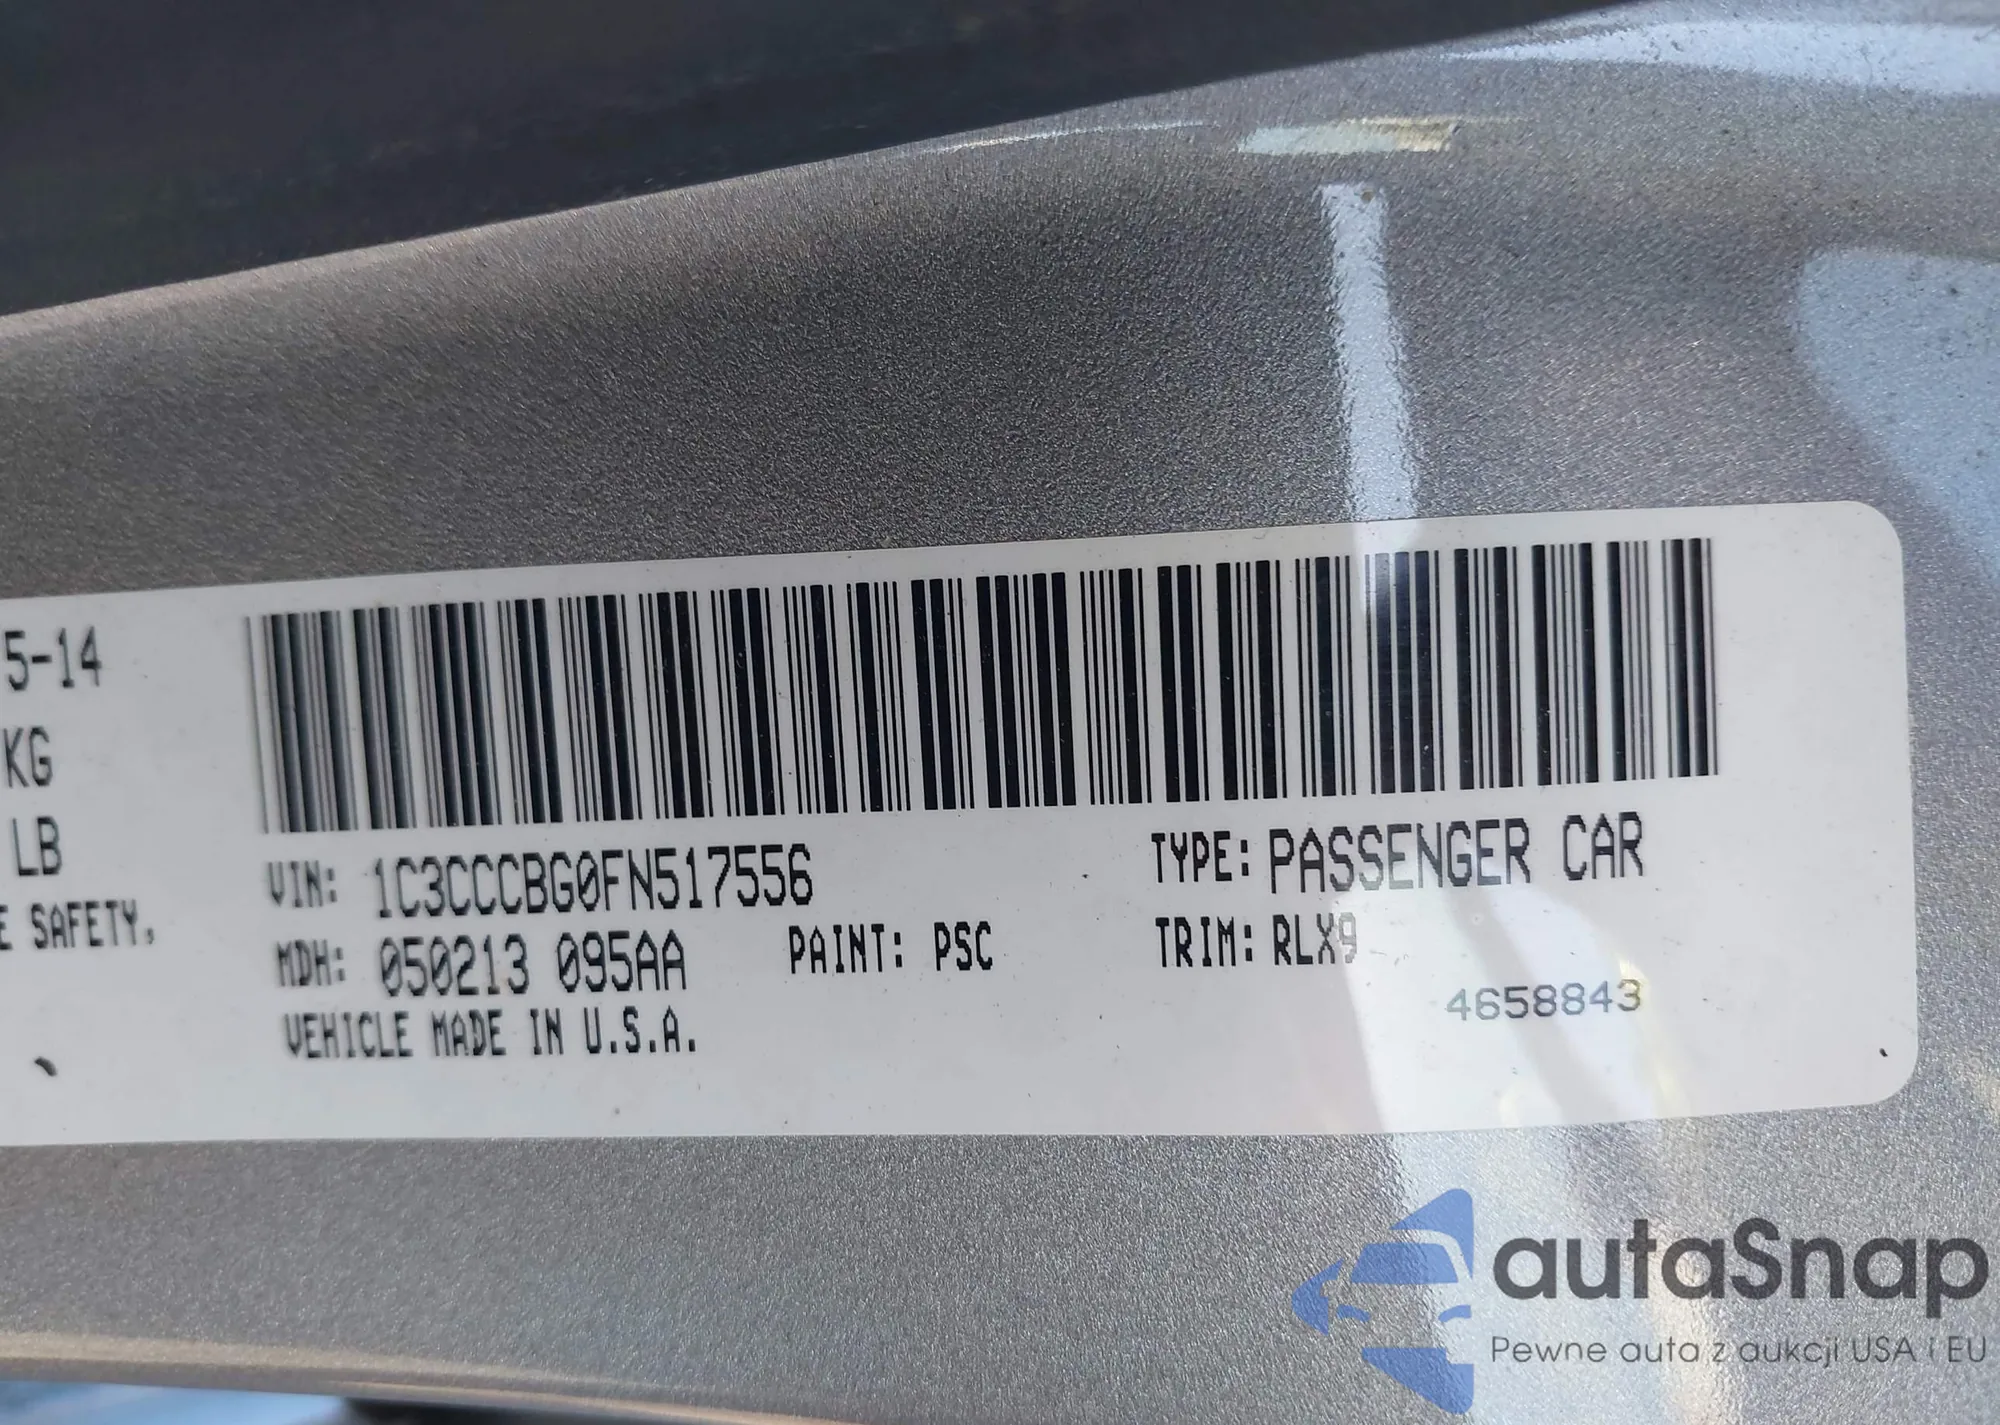 5-14
KG
LB
E SAFETY,
VIN: 1C3CCCBG0FN517556
TYPE: PASSENGER CAR
MDH: 050213 095AA
PAINT: PSC
TRIM: RLX9
VEHICLE MADE IN U.S.A.
4658843
autaSnap
Pewne auta z aukcji USA i EU